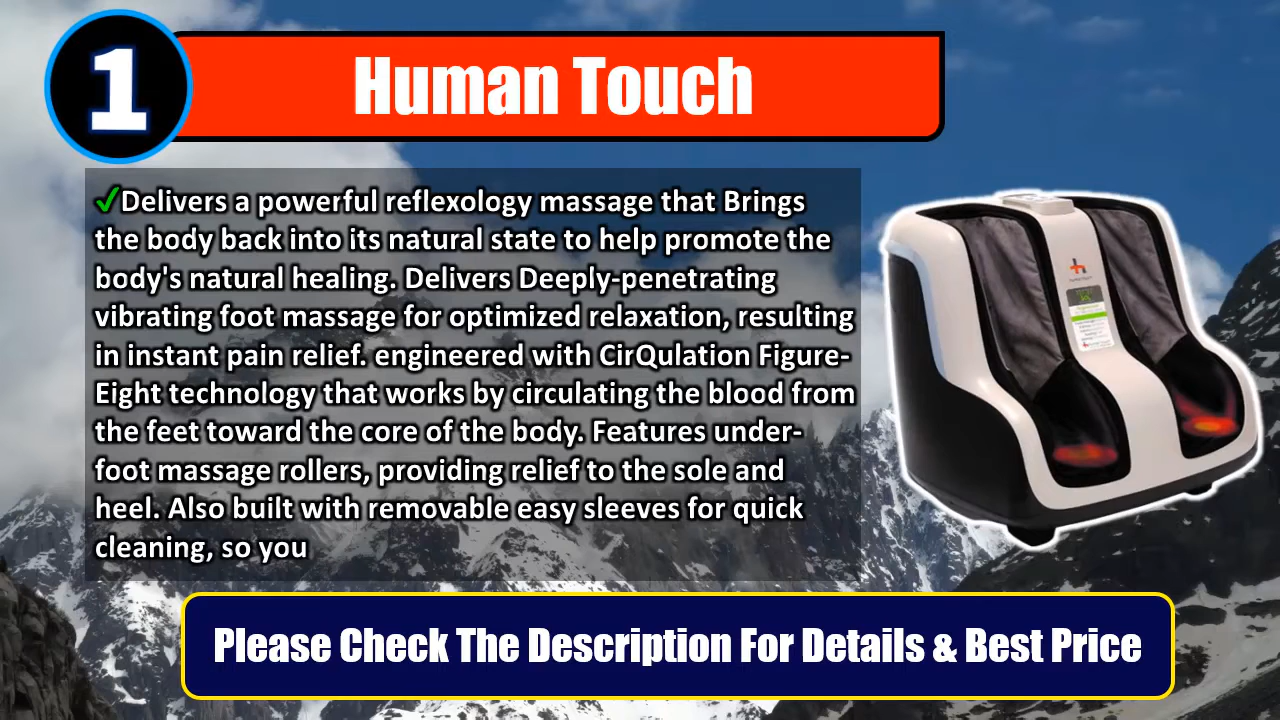 1
Human Touch
✓Delivers a powerful reflexology massage that Brings
the body back into its natural state to help promote the
body's natural healing. Delivers Deeply-penetrating
vibrating foot massage for optimized relaxation, resulting
in instant pain relief. engineered with CirQulation Figure-
Eight technology that works by circulating the blood from
the feet toward the core of the body. Features under-
foot massage rollers, providing relief to the sole and
heel. Also built with removable easy sleeves for quick
cleaning, so you
Please Check The Description For Details & Best Price